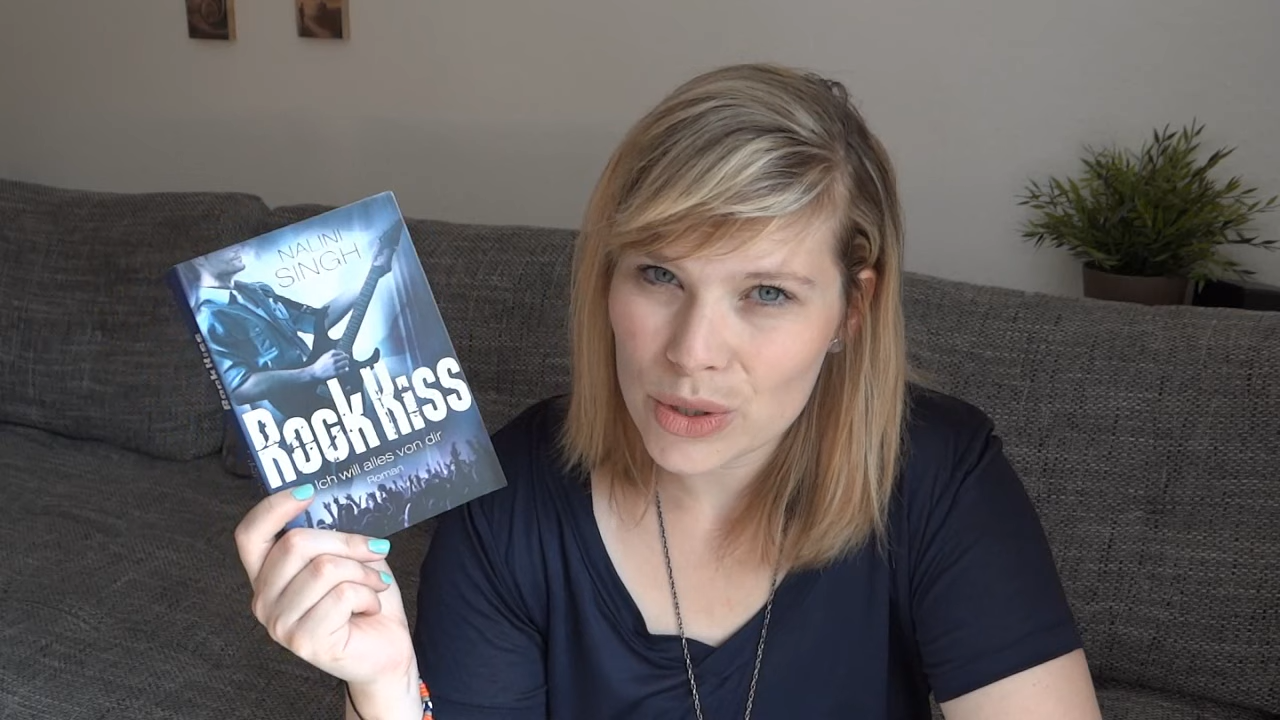 NALINI
SINGH
Rock Kiss
Ich will alles von dir
Roman
Rock Kiss